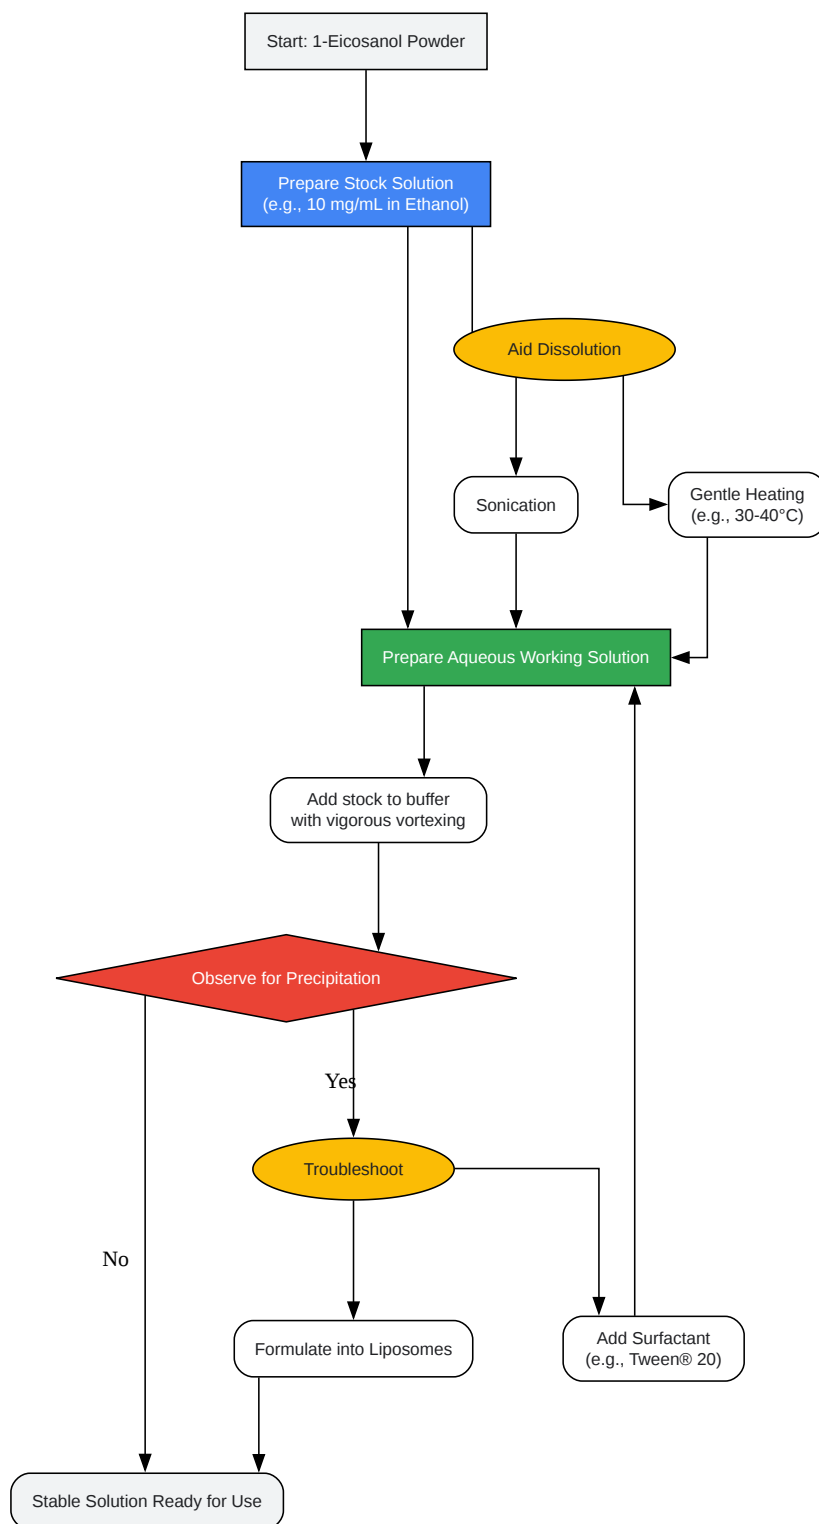 Start: 1-Eicosanol Powder
Prepare Stock Solution
(e.g., 10 mg/mL in Ethanol)
Aid Dissolution
Sonication
Gentle Heating
(e.g., 30-40°C)
Prepare Aqueous Working Solution
Add stock to buffer
with vigorous vortexing
Observe for Precipitation
Yes
Troubleshoot
No
Formulate into Liposomes
Add Surfactant
(e.g., Tween® 20)
Stable Solution Ready for Use